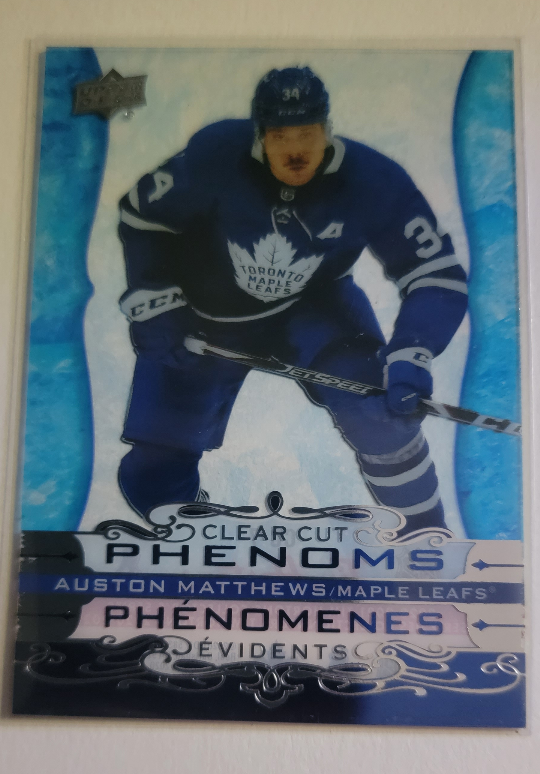 UPPER DECK
34
CCM
34
A
34
TORONTO
MAPLE
LEAFS
CCM
JETSPEED
CLEAR CUT
PHENOMS
AUSTON MATTHEWS/MAPLE LEAFS®
PHÉNOMENES
ÉVIDENTS